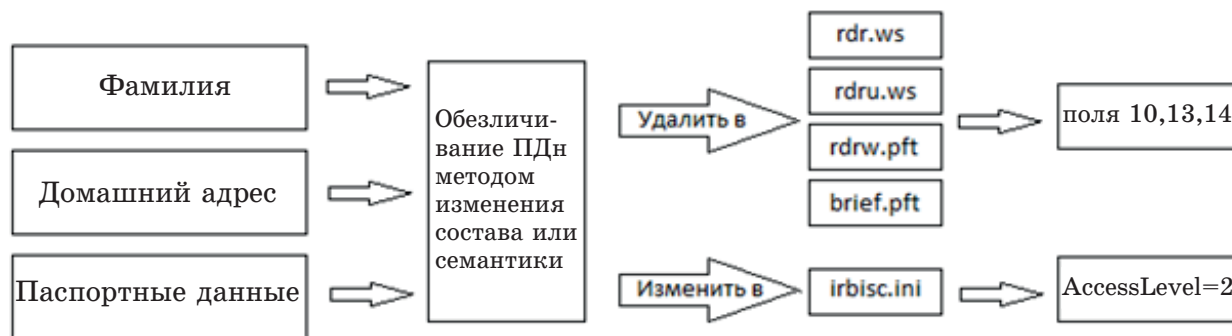 Фамилия
Домашний адрес
Паспортные данные
Обезличи-
вание ПДн
методом
изменения
состава или
семантики
Удалить в
rdr.ws
rdru.ws
rdrw.pft
brief.pft
поля 10,13,14
Изменить в
irbisc.ini
AccessLevel=2